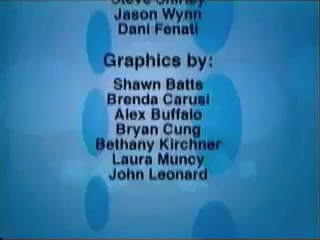 Jason Wynn
Dani Fenati
Graphics by:
Shawn Batts
Brenda Carusi
Alex Buffalo
Bryan Cung
Bethany Kirchner
Laura Muncy
John Leonard